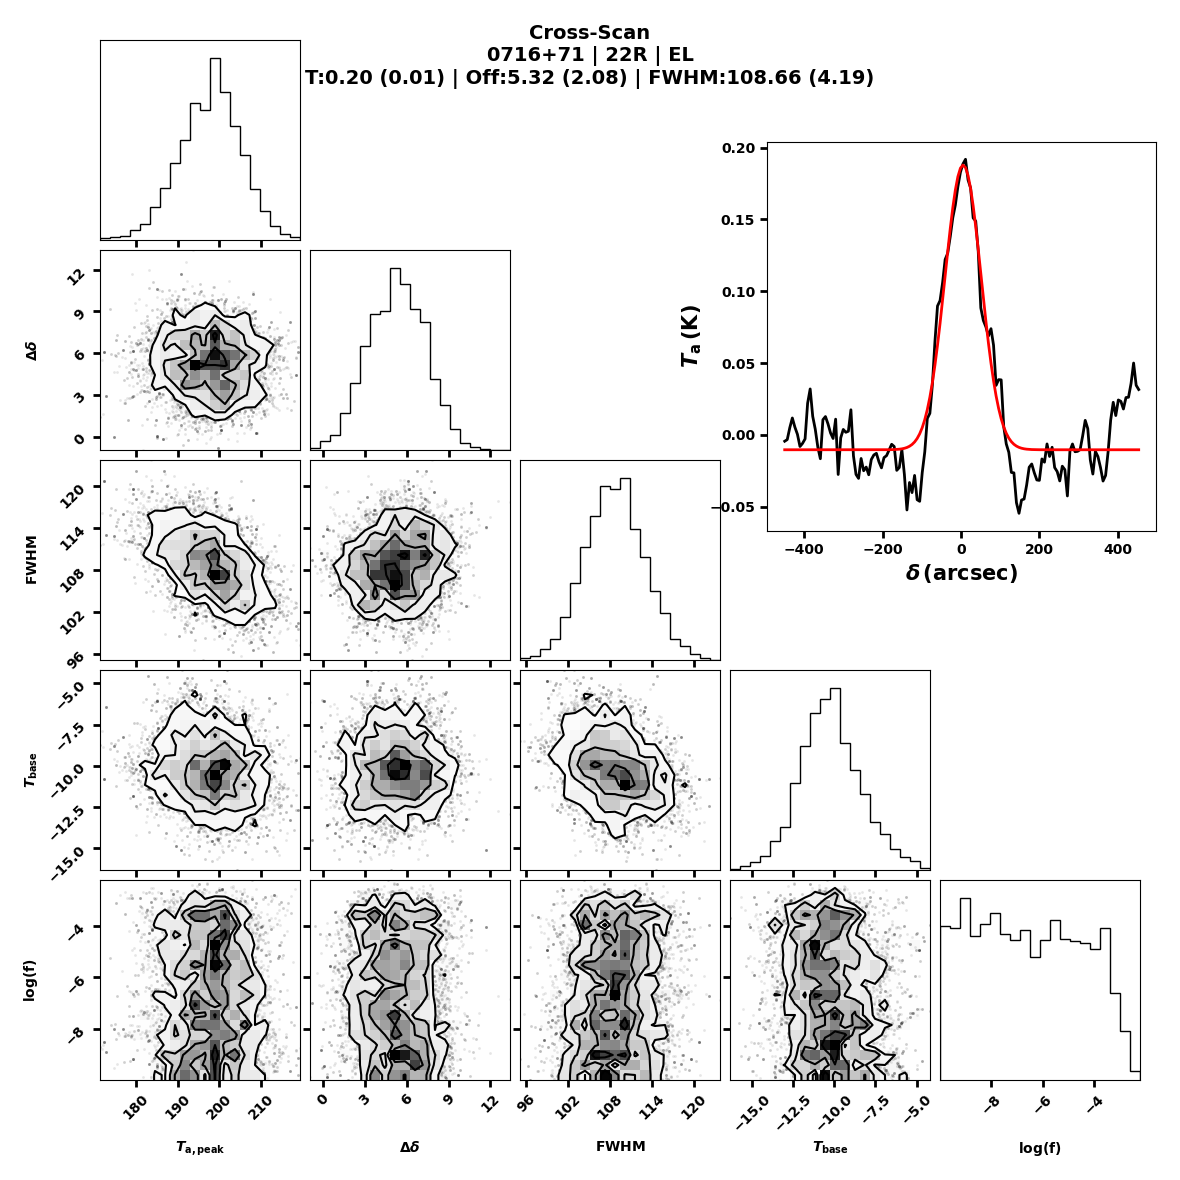 Cross-Scan
0716+71 | 22R | EL
T:0.20 (0.01) | Off:5.32 (2.08) | FWHM:108.66 (4.19)
0.20
0.15
0.10
0.05
0.00
−0.05
Ta (K)
−400 −200 0 200 400
δ (arcsec)
12
9
6
3
0
Δδ
120
114
108
102
96
FWHM
−5.0
−7.5
−10.0
−12.5
−15.0
Tbase
−4
−6
−8
log(f)
180 190 200 210
0 3 6 9 12
96 102 108 114 120
−15.0 −12.5 −10.0 −7.5 −5.0
−8 −6 −4
Ta,peak
Δδ
FWHM
Tbase
log(f)